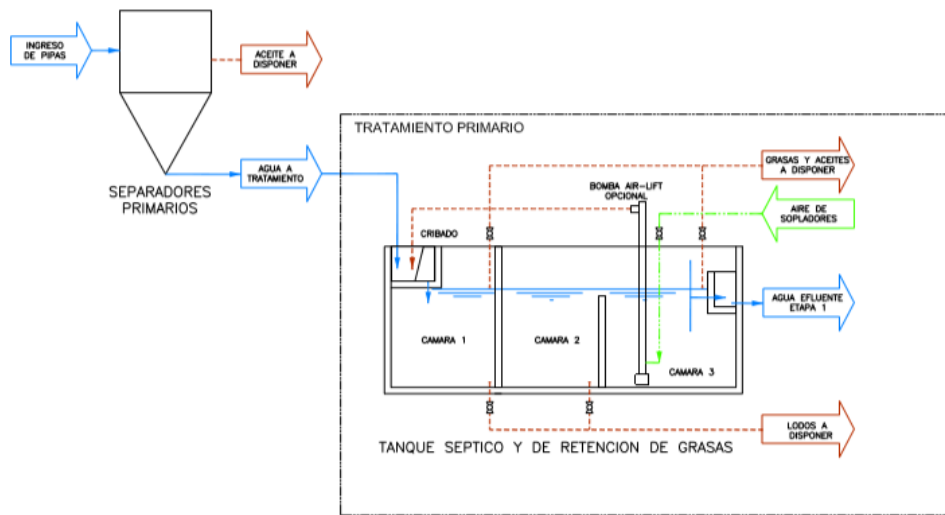 INGRESO
DE PIPAS
ACEITE A
DISPONER
SEPARADORES
PRIMARIOS
AGUA A
TRATAMIENTO
TRATAMIENTO PRIMARIO
GRASAS Y ACEITES
A DISPONER
BOMBA AIR-LIFT
OPCIONAL
AIRE DE
SOPLADORES
CRIBADO
AGUA EFLUENTE
ETAPA 1
CAMARA 1
CAMARA 2
CAMARA 3
LODOS A
DISPONER
TANQUE SEPTICO Y DE RETENCION DE GRASAS